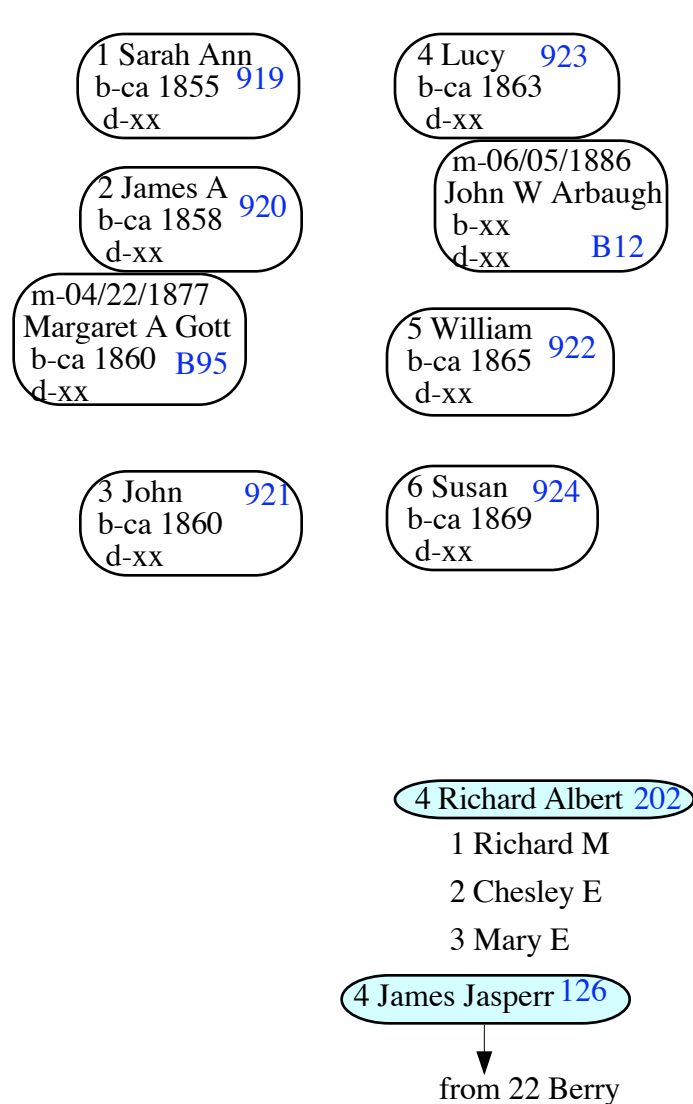 1 Sarah Ann
b-ca 1855 919
d-xx
2 James A
b-ca 1858 920
d-xx
m-04/22/1877
Margaret A Gott
b-ca 1860 B95
d-xx
3 John 921
b-ca 1860
d-xx
4 Lucy 923
b-ca 1863
d-xx
m-06/05/1886
John W Arbaugh
b-xx
d-xx B12
5 William
b-ca 1865 922
d-xx
6 Susan 924
b-ca 1869
d-xx
4 Richard Albert 202
1 Richard M
2 Chesley E
3 Mary E
4 James Jasperr 126
from 22 Berry